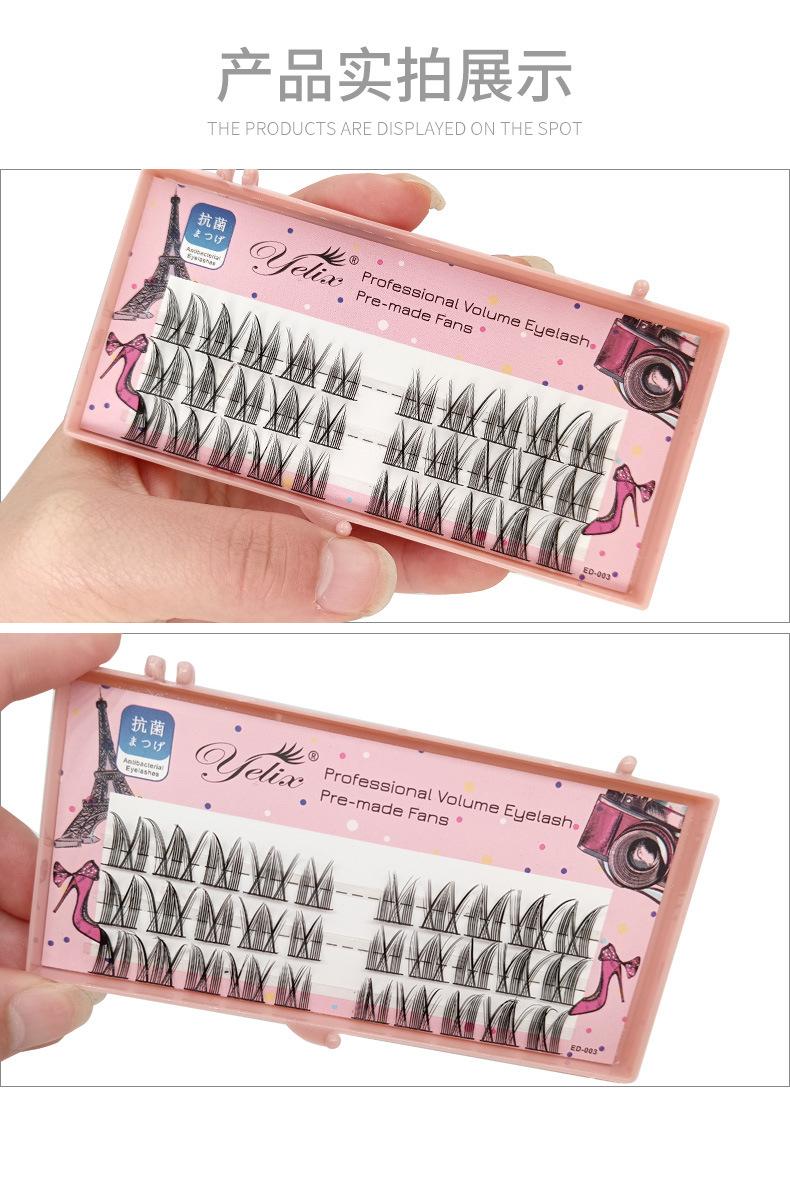 产品实拍展示
THE PRODUCTS ARE DISPLAYED ON THE SPOT
抗菌
まつげ
Antibacterial
Eyelashes
Yelix®
Professional Volume Eyelash
Pre-made Fans
ED-003
抗菌
まつげ
Antibacterial
Eyelashes
Yelix®
Professional Volume Eyelash
Pre-made Fans
ED-003